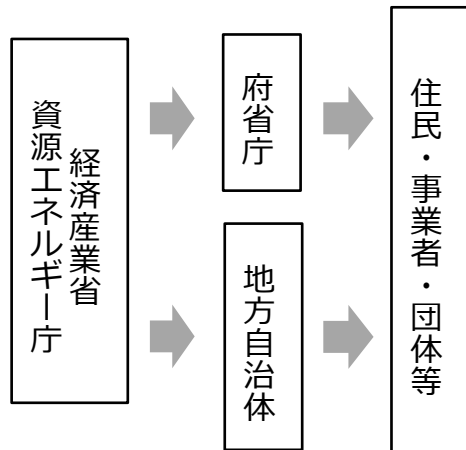 経済産業省
資源エネルギー庁
府省庁
地方自治体
住民・事業者・団体等